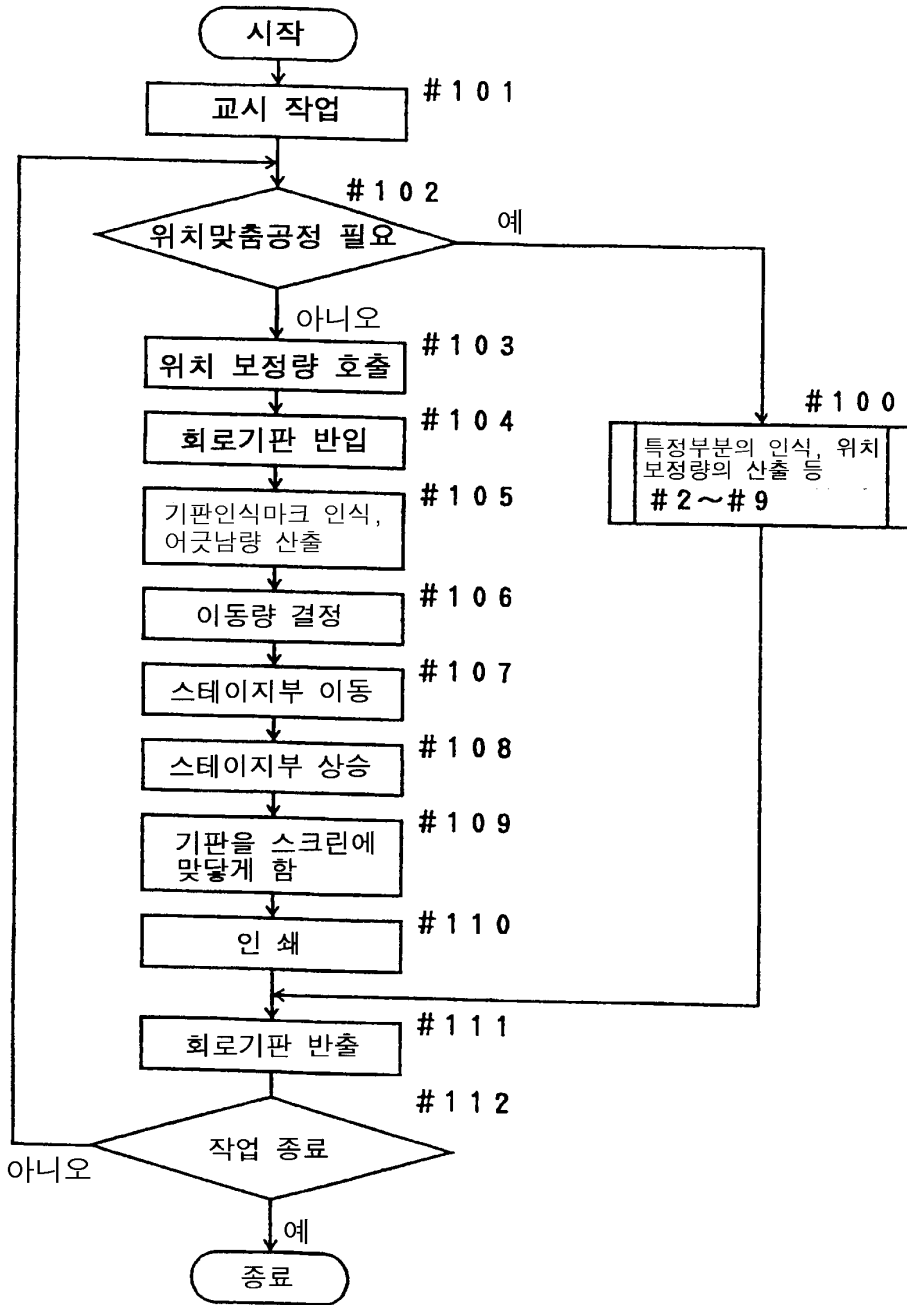 시작
교시 작업
#101
#102
위치맞춤공정 필요
예
아니오
위치 보정량 호출
#103
회로기판 반입
#104
#100
특정부분의 인식, 위치
보정량의 산출 등
#2~#9
기판인식마크 인식,
어긋남량 산출
#105
이동량 결정
#106
스테이지부 이동
#107
스테이지부 상승
#108
기판을 스크린에
맞닿게 함
#109
인 쇄
#110
회로기판 반출
#111
#112
작업 종료
아니오
예
종료